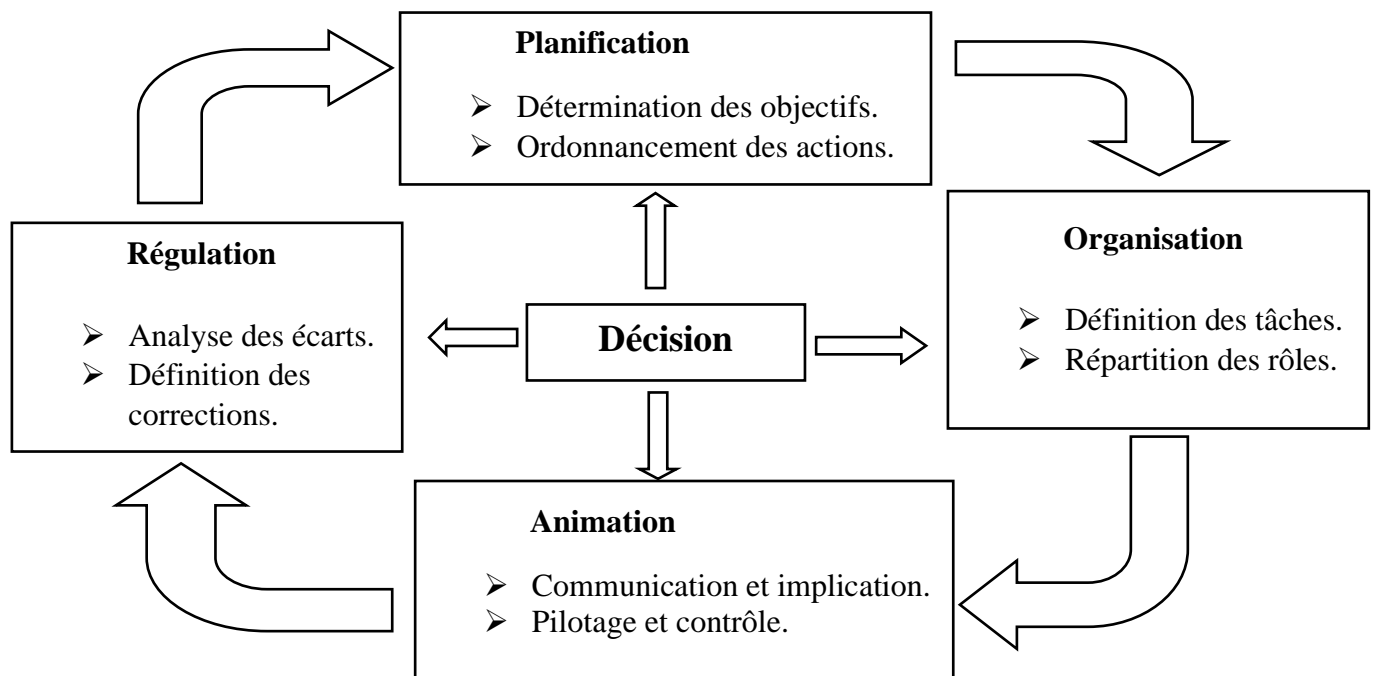 Planification
➢ Détermination des objectifs.
➢ Ordonnancement des actions.
Régulation
➢ Analyse des écarts.
➢ Définition des
corrections.
Décision
Organisation
➢ Définition des tâches.
➢ Répartition des rôles.
Animation
➢ Communication et implication.
➢ Pilotage et contrôle.